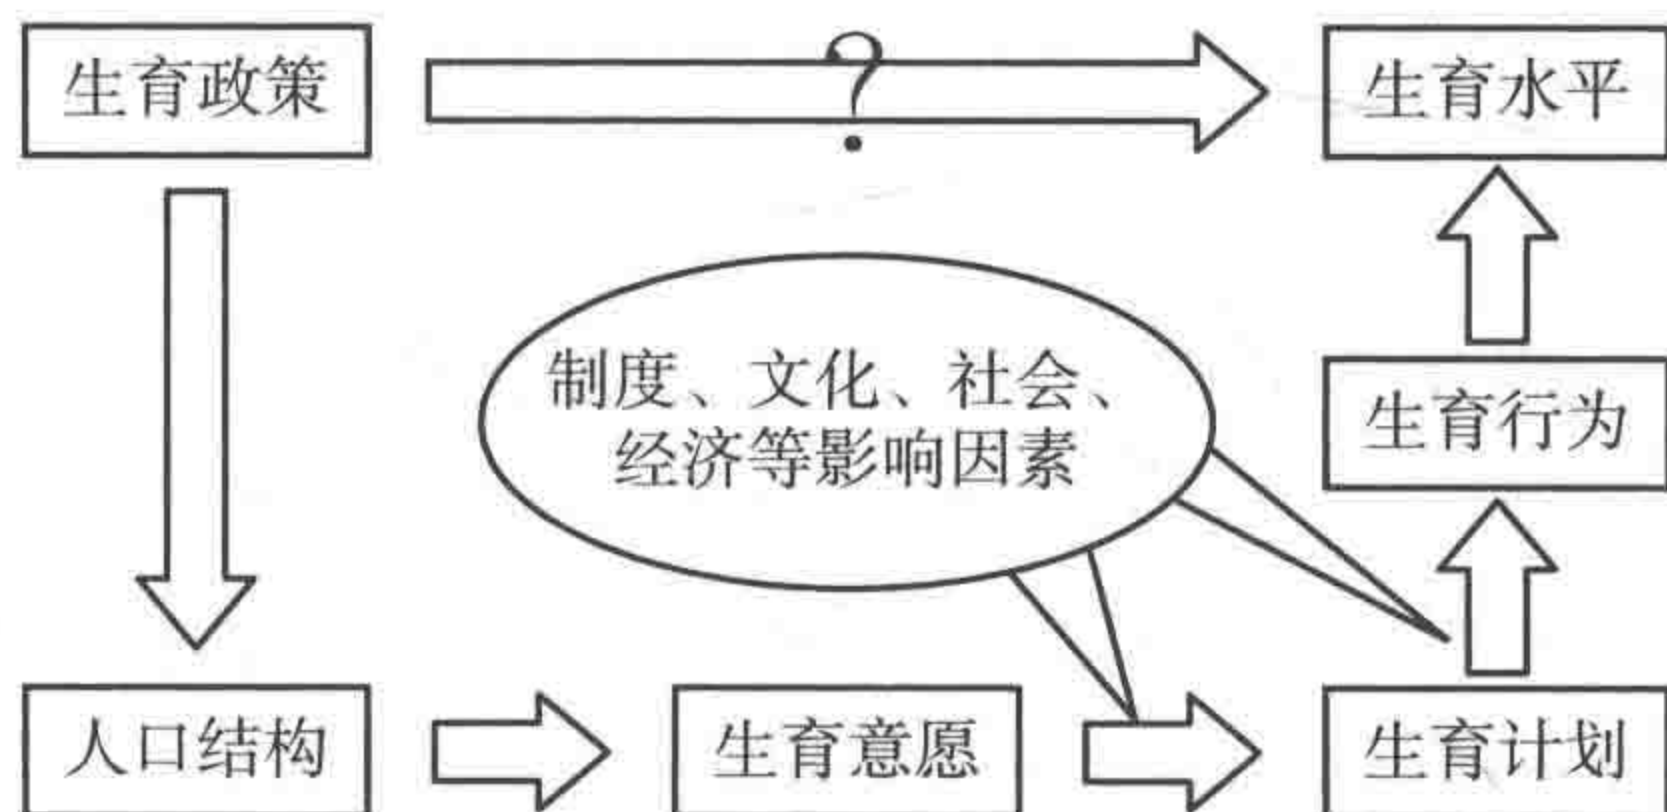 生育政策
?
生育水平
制度、文化、社会、
经济等影响因素
生育行为
人口结构
生育意愿
生育计划